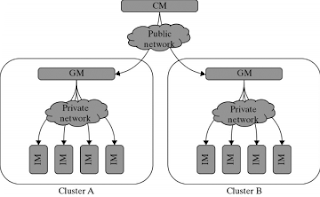 CM
Public
network
GM
GM
Private
network
Private
network
IM
IM
IM
IM
IM
IM
IM
IM
Cluster A
Cluster B